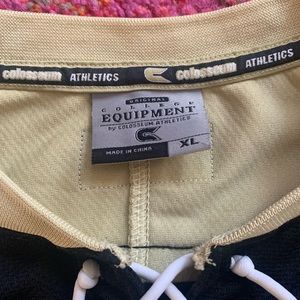 colosseum ATHLETICS colosseum ATHLETICS
ORIGINAL
COLLEGE
EQUIPMENT
by COLOSSEUM ATHLETICS
MADE IN CHINA
XL